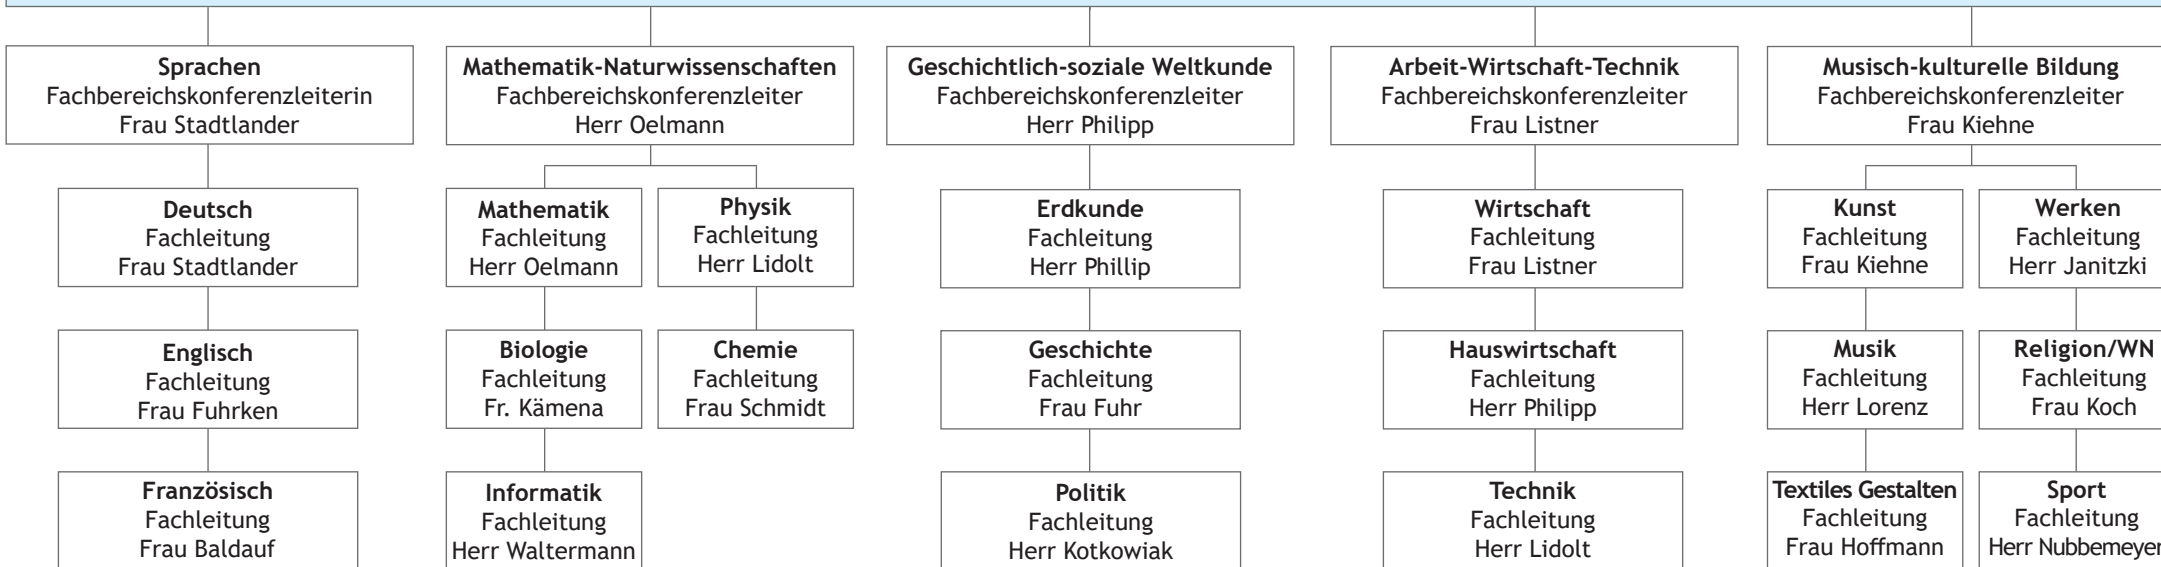 Sprachen
Fachbereichskonferenzleiterin
Frau Stadtlander
Deutsch
Fachleitung
Frau Stadtlander
Englisch
Fachleitung
Frau Fuhrken
Französisch
Fachleitung
Frau Baldauf
Mathematik-Naturwissenschaften
Fachbereichskonferenzleiter
Herr Oelmann
Mathematik
Fachleitung
Herr Oelmann
Biologie
Fachleitung
Fr. Kämena
Informatik
Fachleitung
Herr Waltermann
Physik
Fachleitung
Herr Lidolt
Chemie
Fachleitung
Frau Schmidt
Geschichtlich-soziale Weltkunde
Fachbereichskonferenzleiter
Herr Philipp
Erdkunde
Fachleitung
Herr Phillip
Geschichte
Fachleitung
Frau Fuhr
Politik
Fachleitung
Herr Kotkowiak
Arbeit-Wirtschaft-Technik
Fachbereichskonferenzleiter
Frau Listner
Wirtschaft
Fachleitung
Frau Listner
Hauswirtschaft
Fachleitung
Herr Philipp
Technik
Fachleitung
Herr Lidolt
Musisch-kulturelle Bildung
Fachbereichskonferenzleiter
Frau Kiehne
Kunst
Fachleitung
Frau Kiehne
Musik
Fachleitung
Herr Lorenz
Textiles Gestalten
Fachleitung
Frau Hoffmann
Werken
Fachleitung
Herr Janitzki
Religion/WN
Fachleitung
Frau Koch
Sport
Fachleitung
Herr Nubbemeyer